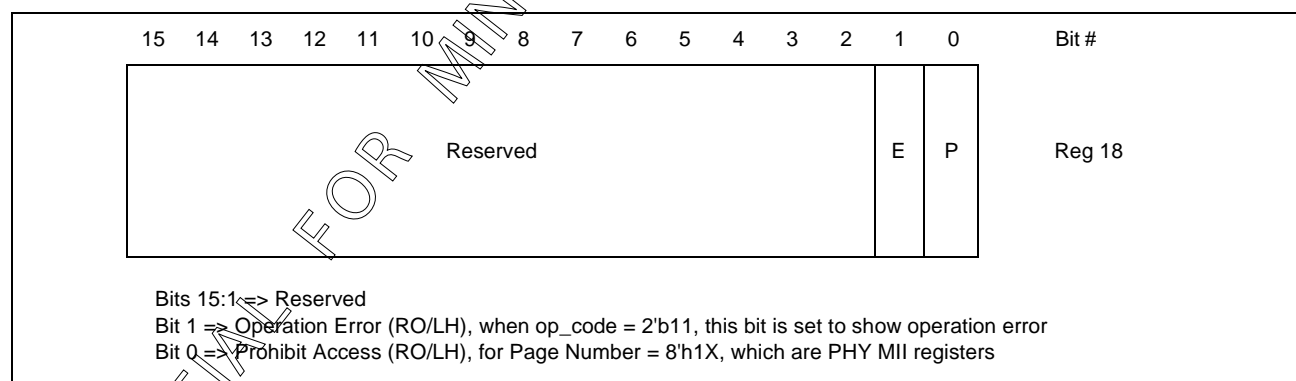 15 14 13 12 11 10 9 8 7 6 5 4 3 2 1 0 Bit #
Reserved E P Reg 18
Bits 15:1 => Reserved
Bit 1 => Operation Error (RO/LH), when op_code = 2'b11, this bit is set to show operation error
Bit 0 => Prohibit Access (RO/LH), for Page Number = 8'h1X, which are PHY MII registers
FOR